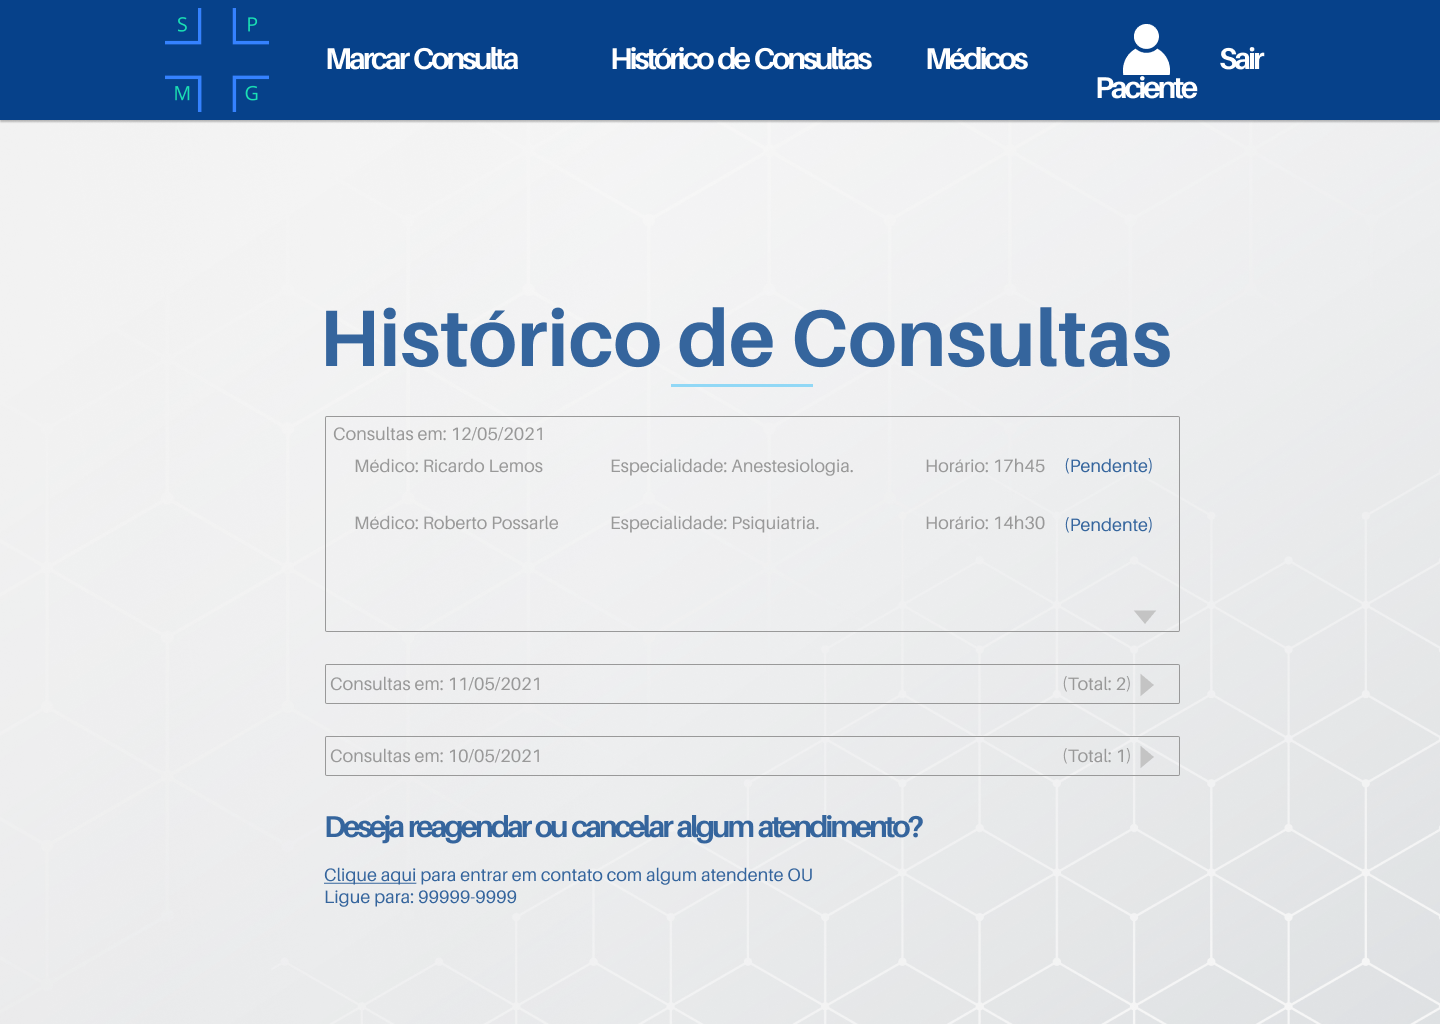 S P
M G
Marcar Consulta
Histórico de Consultas
Médicos
Paciente
Sair
Histórico de Consultas
Consultas em: 12/05/2021
Médico: Ricardo Lemos Especialidade: Anestesiologia. Horário: 17h45 (Pendente)
Médico: Roberto Possarle Especialidade: Psiquiatria. Horário: 14h30 (Pendente)
Consultas em: 11/05/2021 (Total: 2)
Consultas em: 10/05/2021 (Total: 1)
Deseja reagendar ou cancelar algum atendimento?
Clique aqui para entrar em contato com algum atendente OU
Ligue para: 99999-9999